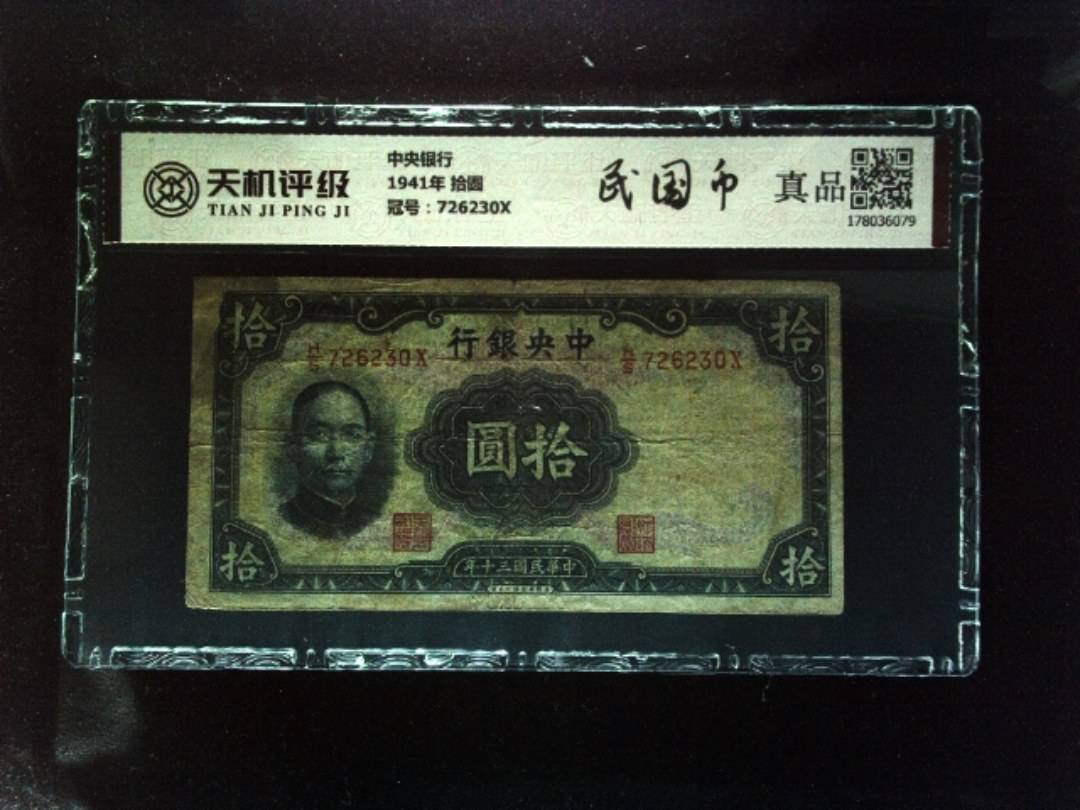 天机评级
TIAN JI PING JI
中央银行
1941年 拾圆
冠号：726230X
民国币
真品
178036079
拾
拾
行銀央中
726230X
726230X
圓拾
拾
拾
年十三國民華中